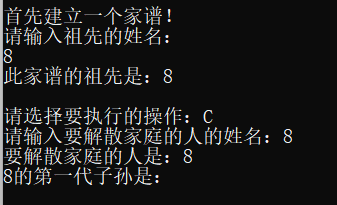 首先建立一个家谱!
请输入祖先的姓名:
8
此家谱的祖先是: 8
请选择要执行的操作: C
请输入要解散家庭的人的姓名: 8
要解散家庭的人是: 8
8的第一代子孙是: